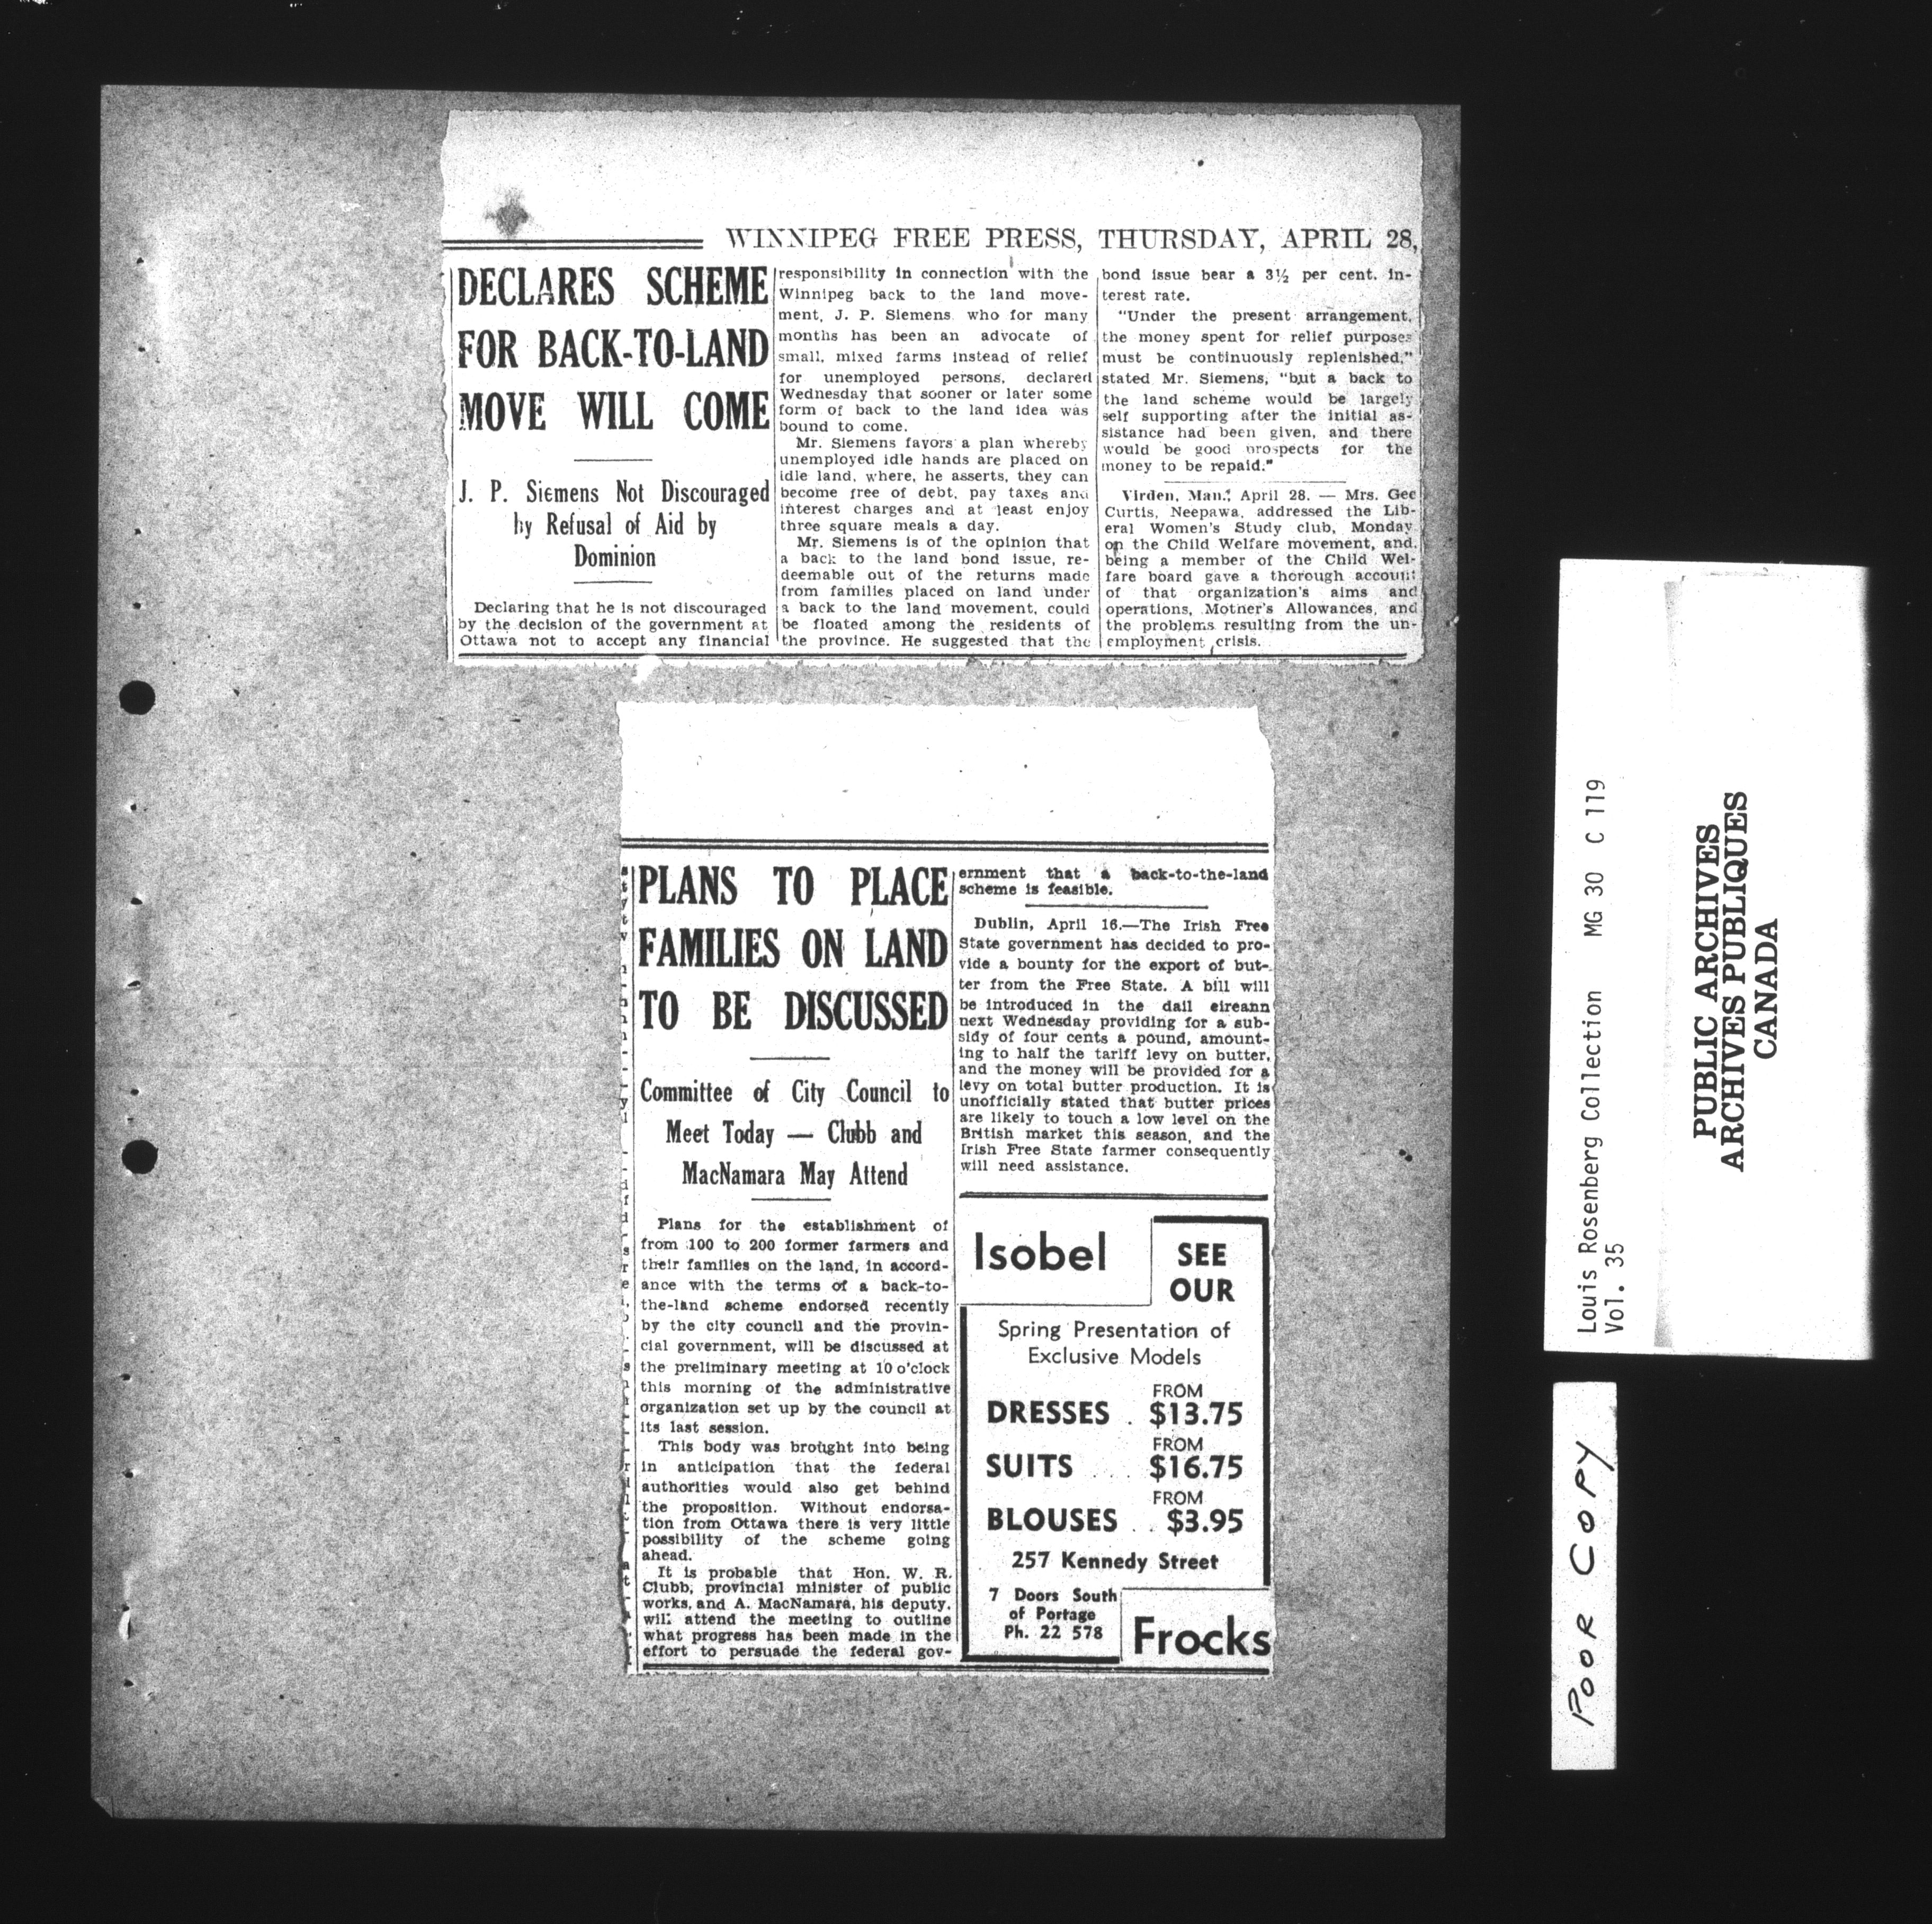 WINNIPEG FREE PRESS, THURSDAY, APRIL 28,
DECLARES SCHEME
FOR BACK-TO-LAND
MOVE WILL COME
J. P. Siemens Not Discouraged
by Refusal of Aid by
Dominion
Declaring that he is not discouraged
by the decision of the government at
Ottawa not to accept any financial
responsibility in connection with the
Winnipeg back to the land move-
ment, J. P. Siemens who for many
months has been an advocate of
small, mixed farms instead of relief
for unemployed persons, declared
Wednesday that sooner or later some
form of back to the land idea was
bound to come.
Mr. Siemens favors a plan whereby
unemployed idle hands are placed on
idle land, where, he asserts, they can
become free of debt, pay taxes and
interest charges and at least enjoy
three square meals a day.
Mr. Siemens is of the opinion that
a back to the land bond issue, re-
deemable out of the returns made
from families placed on land under
a back to the land movement, could
be floated among the residents of
the province. He suggested that the
bond issue bear a 3½ per cent. in-
terest rate.
"Under the present arrangement,
the money spent for relief purposes
must be continuously replenished,"
stated Mr. Siemens, "but a back to
the land scheme would be largely
self supporting after the initial as-
sistance had been given, and there
would be good prospects for the
money to be repaid."
Virden, Man., April 28. — Mrs. Gee
Curtis, Neepawa, addressed the Lib-
eral Women's Study club, Monday
on the Child Welfare movement, and,
being a member of the Child Wel-
fare board gave a thorough account
of that organization's aims and
operations, Motner's Allowances, and
the problems resulting from the un-
employment crisis.
PLANS TO PLACE
FAMILIES ON LAND
TO BE DISCUSSED
Committee of City Council to
Meet Today — Clubb and
MacNamara May Attend
Plans for the establishment of
from 100 to 200 former farmers and
their families on the land, in accord-
ance with the terms of a back-to-
the-land scheme endorsed recently
by the city council and the provin-
cial government, will be discussed at
the preliminary meeting at 10 o'clock
this morning of the administrative
organization set up by the council at
its last session.
This body was brought into being
in anticipation that the federal
authorities would also get behind
the proposition. Without endorsa-
tion from Ottawa there is very little
possibility of the scheme going
ahead.
It is probable that Hon. W. R.
Clubb, provincial minister of public
works, and A. MacNamara, his deputy,
will attend the meeting to outline
what progress has been made in the
effort to persuade the federal gov-
ernment that a back-to-the-land
scheme is feasible.
Dublin, April 16.—The Irish Free
State government has decided to pro-
vide a bounty for the export of but-
ter from the Free State. A bill will
be introduced in the dail eireann
next Wednesday providing for a sub-
sidy of four cents a pound, amount-
ing to half the tariff levy on butter,
and the money will be provided for a
levy on total butter production. It is
unofficially stated that butter prices
are likely to touch a low level on the
British market this season, and the
Irish Free State farmer consequently
will need assistance.
Isobel
SEE
OUR
Spring Presentation of
Exclusive Models
FROM
DRESSES . $13.75
FROM
SUITS ... $16.75
FROM
BLOUSES .. $3.95
257 Kennedy Street
7 Doors South
of Portage
Ph. 22 578
Frocks
Louis Rosenberg Collection MG 30 C 119
Vol. 35
PUBLIC ARCHIVES
ARCHIVES PUBLIQUES
CANADA
POOR COPY